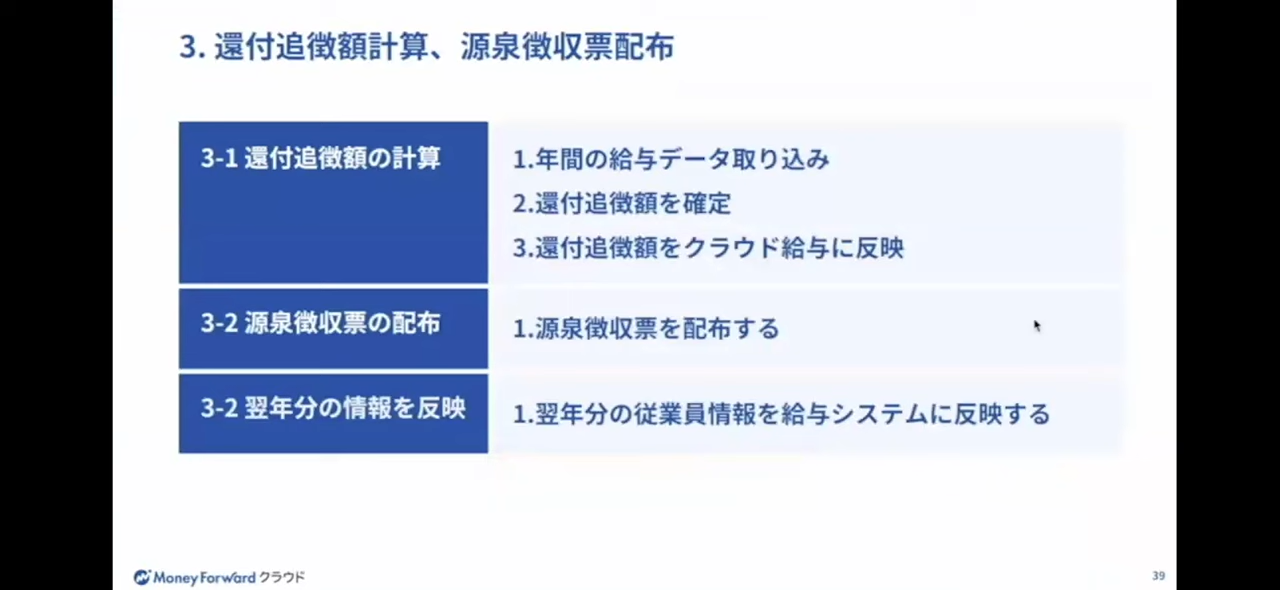 3. 還付追徴額計算、源泉徴収票配布
3-1 還付追徴額の計算
1.年間の給与データ取り込み
2.還付追徴額を確定
3.還付追徴額をクラウド給与に反映
3-2 源泉徴収票の配布
1.源泉徴収票を配布する
3-2 翌年分の情報を反映
1.翌年分の従業員情報を給与システムに反映する
Money Forward クラウド
39